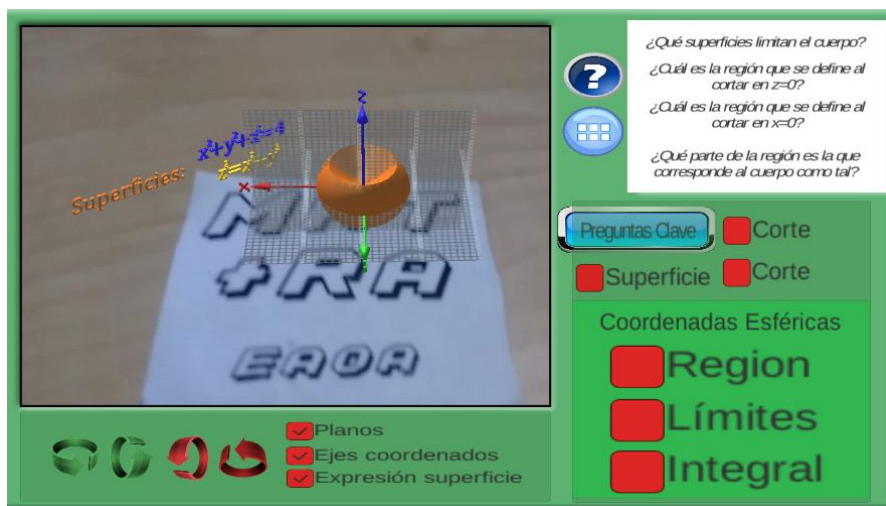 z
x²+y²+z²=4
z²=x²+y²
Superficies:
x
MAT
+RA
EAOA
¿Qué superficies limitan el cuerpo?
¿Cuál es la región que se define al
cortar en z=0?
¿Cuál es la región que se define al
cortar en x=0?
¿Qué parte de la región es la que
corresponde al cuerpo como tal?
?
Preguntas Clave
Corte
Superficie
Corte
Coordenadas Esféricas
Region
Límites
Integral
Planos
Ejes coordenados
Expresión superficie